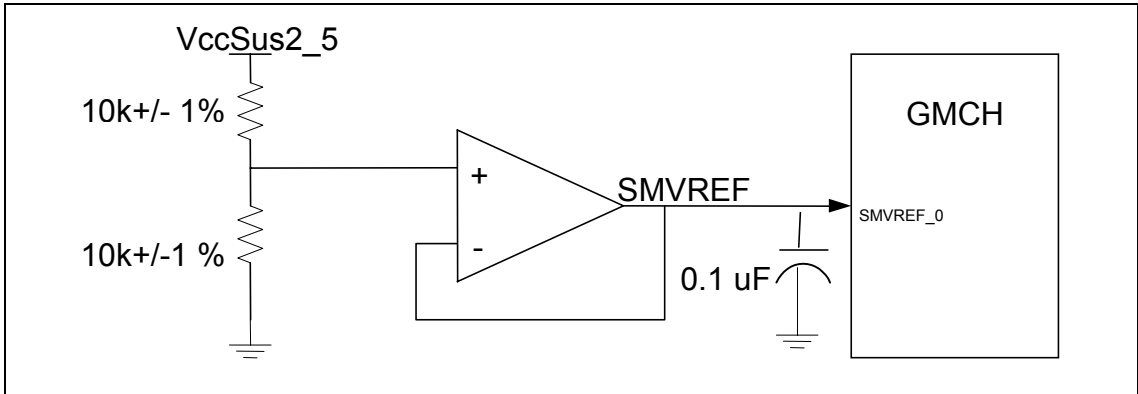 VccSus2_5
10k+/- 1%
GMCH
+
SMVREF
SMVREF_0
-
10k+/-1 %
0.1 uF